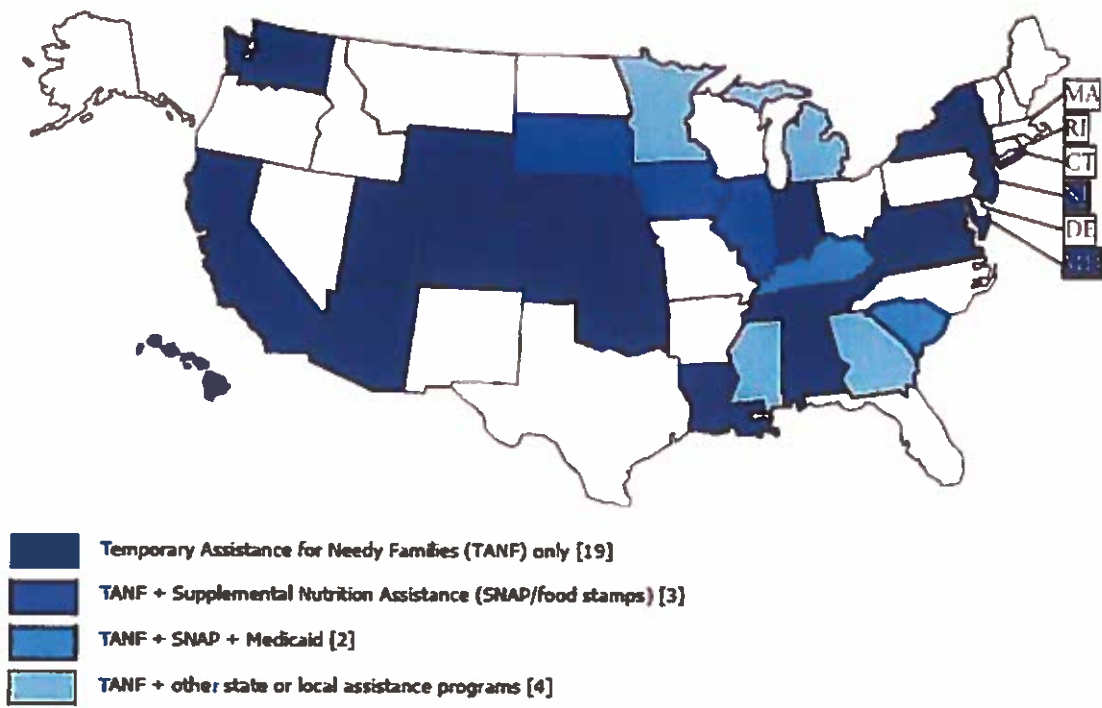 MA
RI
CT
DE
Temporary Assistance for Needy Families (TANF) only [19]
TANF + Supplemental Nutrition Assistance (SNAP/food stamps) [3]
TANF + SNAP + Medicaid [2]
TANF + other state or local assistance programs [4]